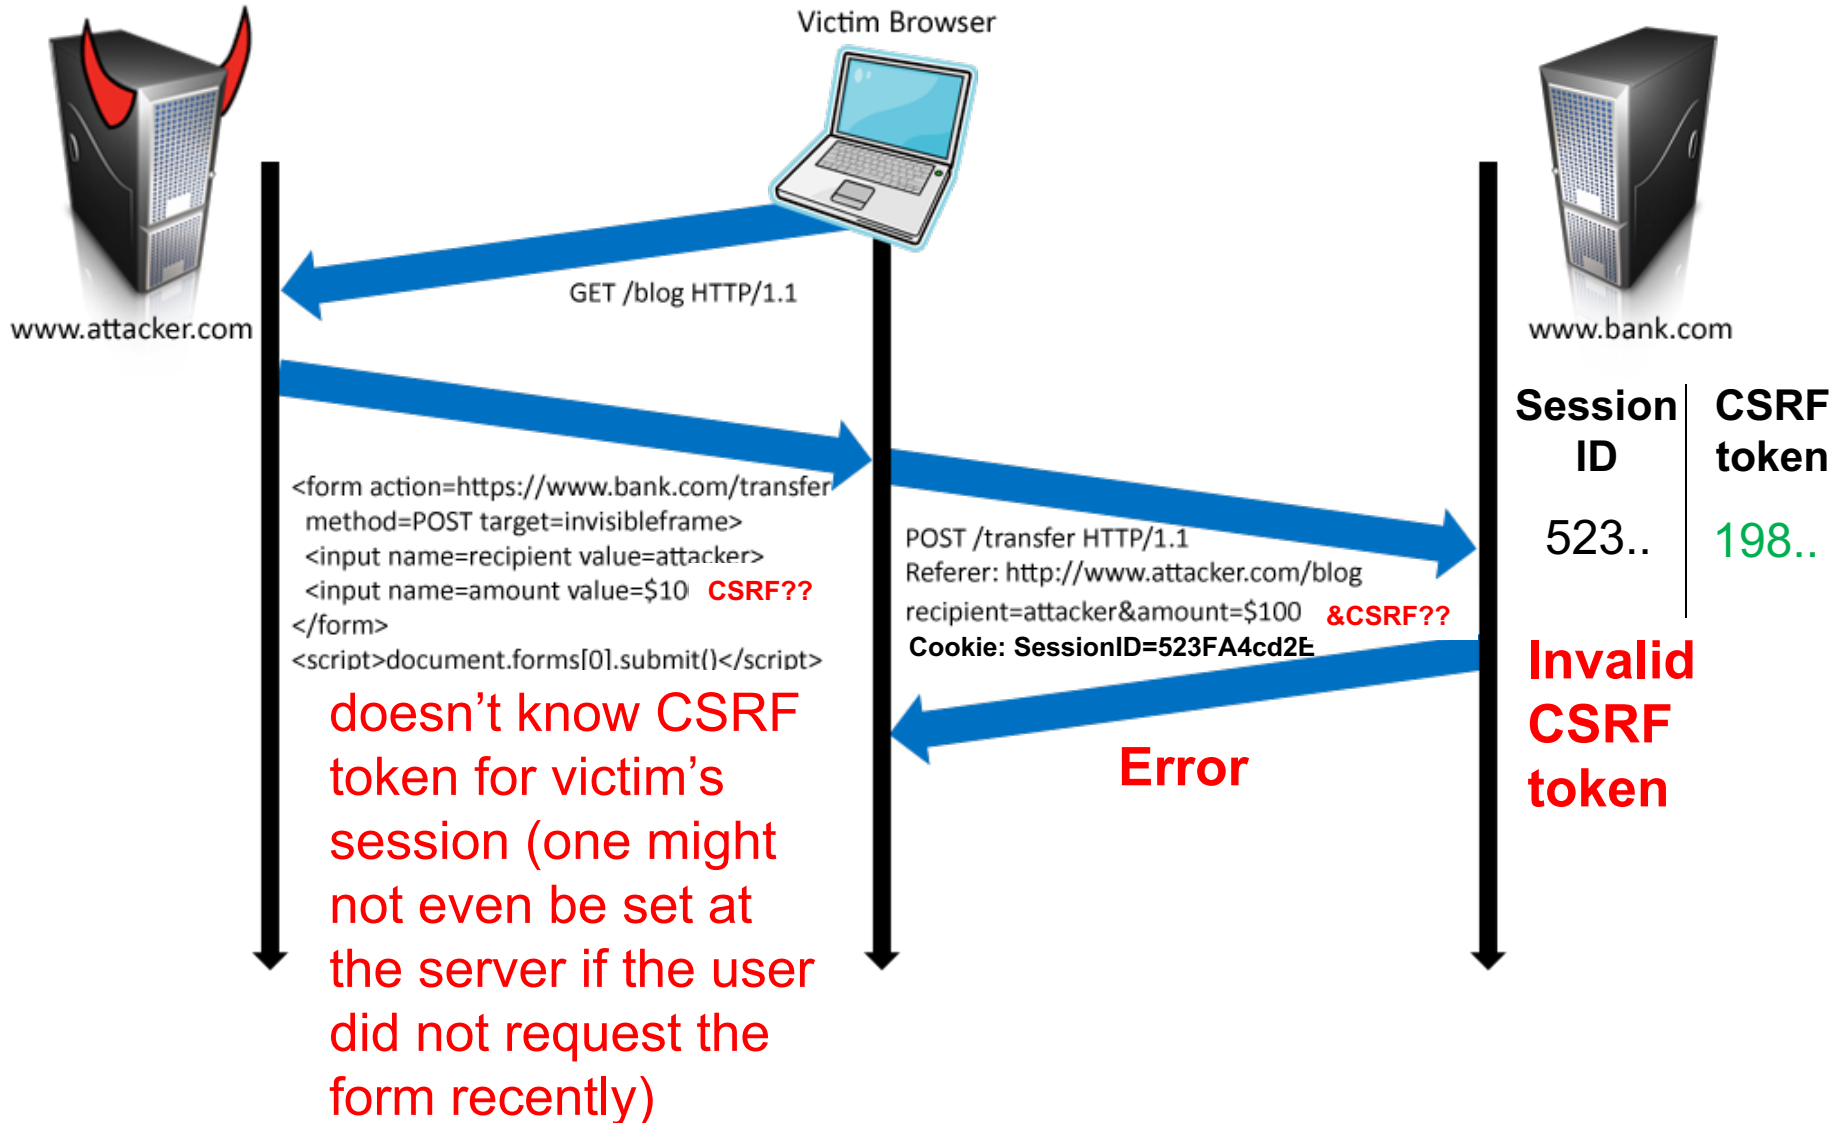 Victim Browser
www.attacker.com
www.bank.com
GET /blog HTTP/1.1
<form action=https://www.bank.com/transfer
method=POST target=invisibleframe>
<input name=recipient value=attacker>
<input name=amount value=$10 CSRF??
</form>
<script>document.forms[0].submit()</script>
doesn't know CSRF
token for victim's
session (one might
not even be set at
the server if the user
did not request the
form recently)
POST /transfer HTTP/1.1
Referer: http://www.attacker.com/blog
recipient=attacker&amount=$100 &CSRF??
Cookie: SessionID=523FA4cd2E
Error
Session CSRF
ID token
523.. 198..
Invalid
CSRF
token